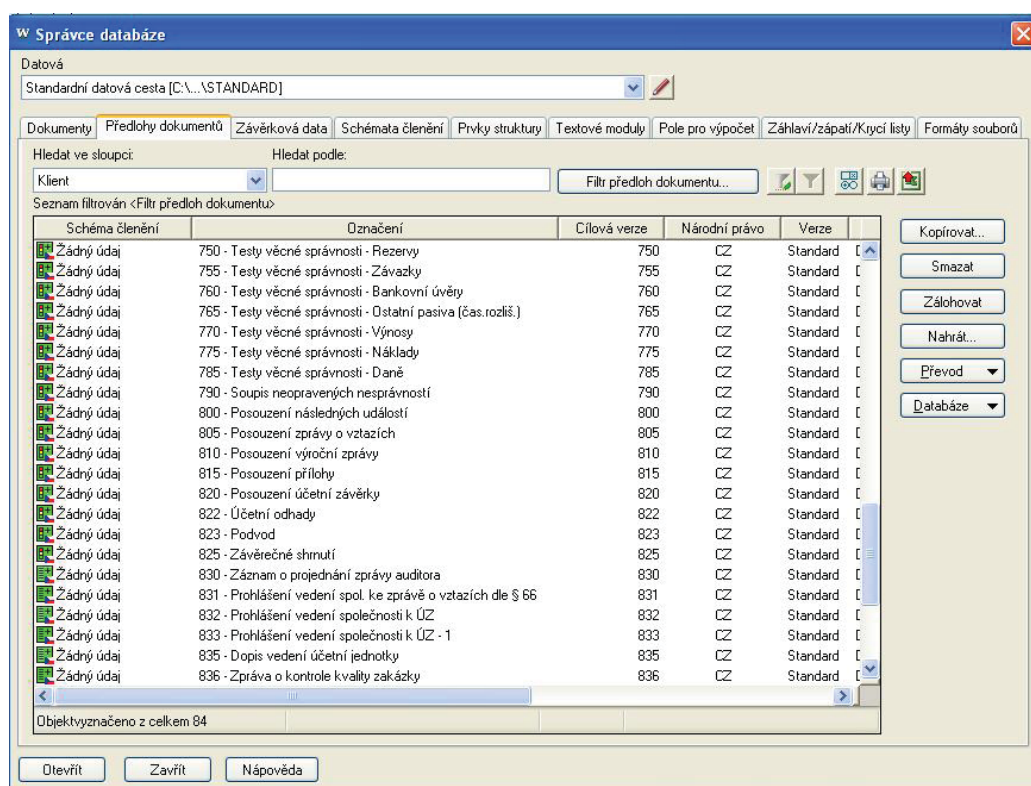 W Správce databáze
Datová
Standardní datová cesta [C:\...\STANDARD]
Dokumenty Předlohy dokumentů Závěrková data Schémata členění Prvky struktury Textové moduly Pole pro výpočet Záhlaví/zápatí/Krycí listy Formáty souborů
Hledat ve sloupci: Hledat podle:
Klient Filtr předloh dokumentu...
Seznam filtrován <Filtr předloh dokumentu>
Schéma členění Označení Cílová verze Národní právo Verze
Žádný údaj 750 - Testy věcné správnosti - Rezervy 750 CZ Standard D
Žádný údaj 755 - Testy věcné správnosti - Závazky 755 CZ Standard
Žádný údaj 760 - Testy věcné správnosti - Bankovní úvěry 760 CZ Standard
Žádný údaj 765 - Testy věcné správnosti - Ostatní pasiva (čas.rozliš.) 765 CZ Standard
Žádný údaj 770 - Testy věcné správnosti - Výnosy 770 CZ Standard
Žádný údaj 775 - Testy věcné správnosti - Náklady 775 CZ Standard
Žádný údaj 785 - Testy věcné správnosti - Daně 785 CZ Standard
Žádný údaj 790 - Soupis neopravených nesprávností 790 CZ Standard
Žádný údaj 800 - Posouzení následných událostí 800 CZ Standard
Žádný údaj 805 - Posouzení zprávy o vztazích 805 CZ Standard
Žádný údaj 810 - Posouzení výroční zprávy 810 CZ Standard
Žádný údaj 815 - Posouzení přílohy 815 CZ Standard
Žádný údaj 820 - Posouzení účetní závěrky 820 CZ Standard
Žádný údaj 822 - Účetní odhady 822 CZ Standard
Žádný údaj 823 - Podvod 823 CZ Standard
Žádný údaj 825 - Závěrečné shrnutí 825 CZ Standard
Žádný údaj 830 - Záznam o projednání zprávy auditora 830 CZ Standard
Žádný údaj 831 - Prohlášení vedení spol. ke zprávě o vztazích dle § 66 831 CZ Standard
Žádný údaj 832 - Prohlášení vedení společnosti k ÚZ 832 CZ Standard
Žádný údaj 833 - Prohlášení vedení společnosti k ÚZ - 1 833 CZ Standard
Žádný údaj 835 - Dopis vedení účetní jednotky 835 CZ Standard
Žádný údaj 836 - Zpráva o kontrole kvality zakázky 836 CZ Standard
Objektvyznačeno z celkem 84
Kopírovat...
Smazat
Zálohovat
Nahrát...
Převod
Databáze
Otevřít Zavřít Nápověda